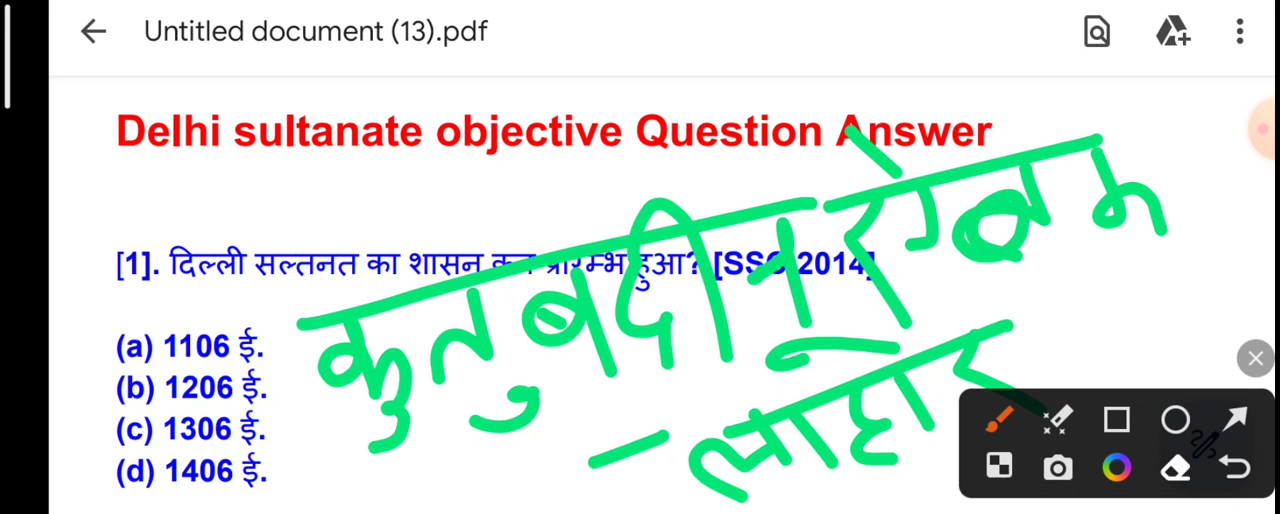 Untitled document (13).pdf
Delhi sultanate objective Question Answer
[1]. दिल्ली सल्तनत का शासन कब प्रारम्भ हुआ? [SSC 2014]
(a) 1106 ई.
(b) 1206 ई.
(c) 1306 ई.
(d) 1406 ई.
कुतुबदीन ऐबक
- लाहोर